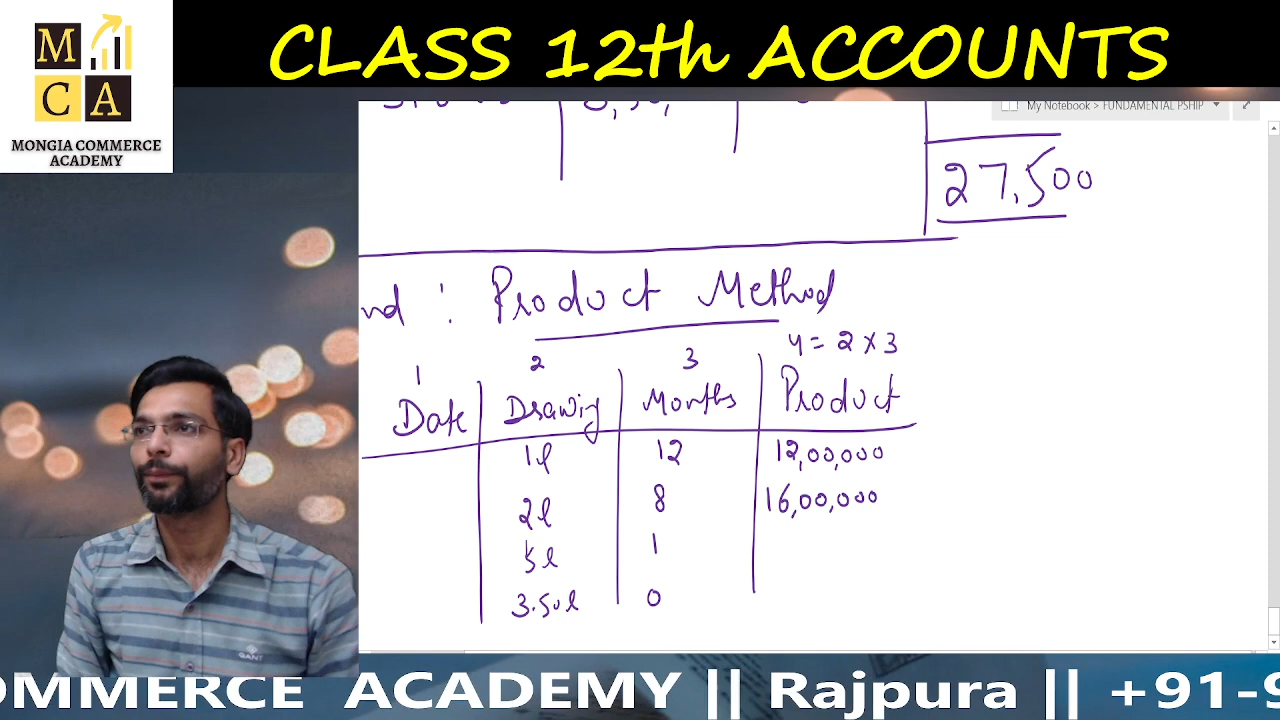 CLASS 12th ACCOUNTS
M
C A
MONGIA COMMERCE
ACADEMY
My Notebook > FUNDAMENTAL PSHIP
27,500
nd : Product Method
1 2 3 4 = 2 × 3
Date Drawing Months Product
1l 12 12,00,000
2l 8 16,00,000
5l 1
3.50l 0
GANT
OMMERCE ACADEMY || Rajpura || +91-9